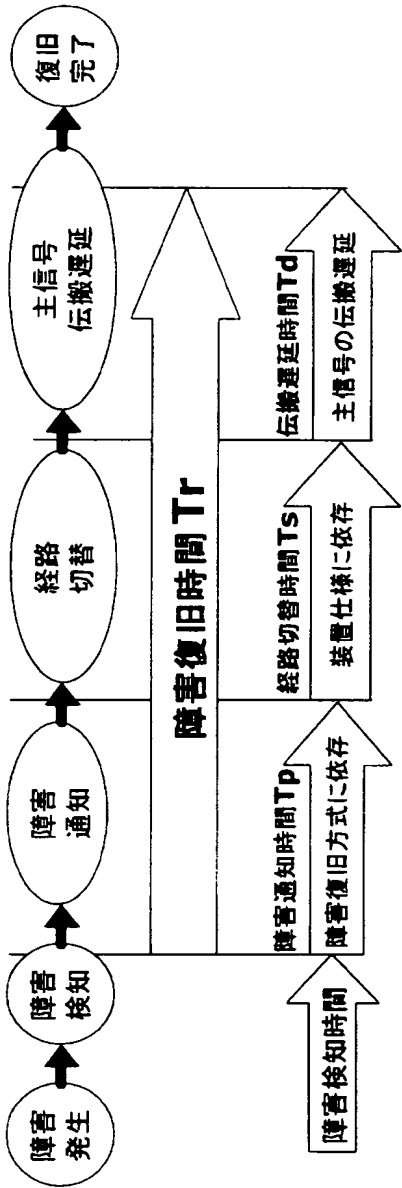 障害
発生
障害
検知
障害
通知
経路
切替
主信号
伝搬遅延
復旧
完了
障害復旧時間Tr
障害検知時間
障害通知時間Tp
障害復旧方式に依存
経路切替時間Ts
装置仕様に依存
伝搬遅延時間Td
主信号の伝搬遅延